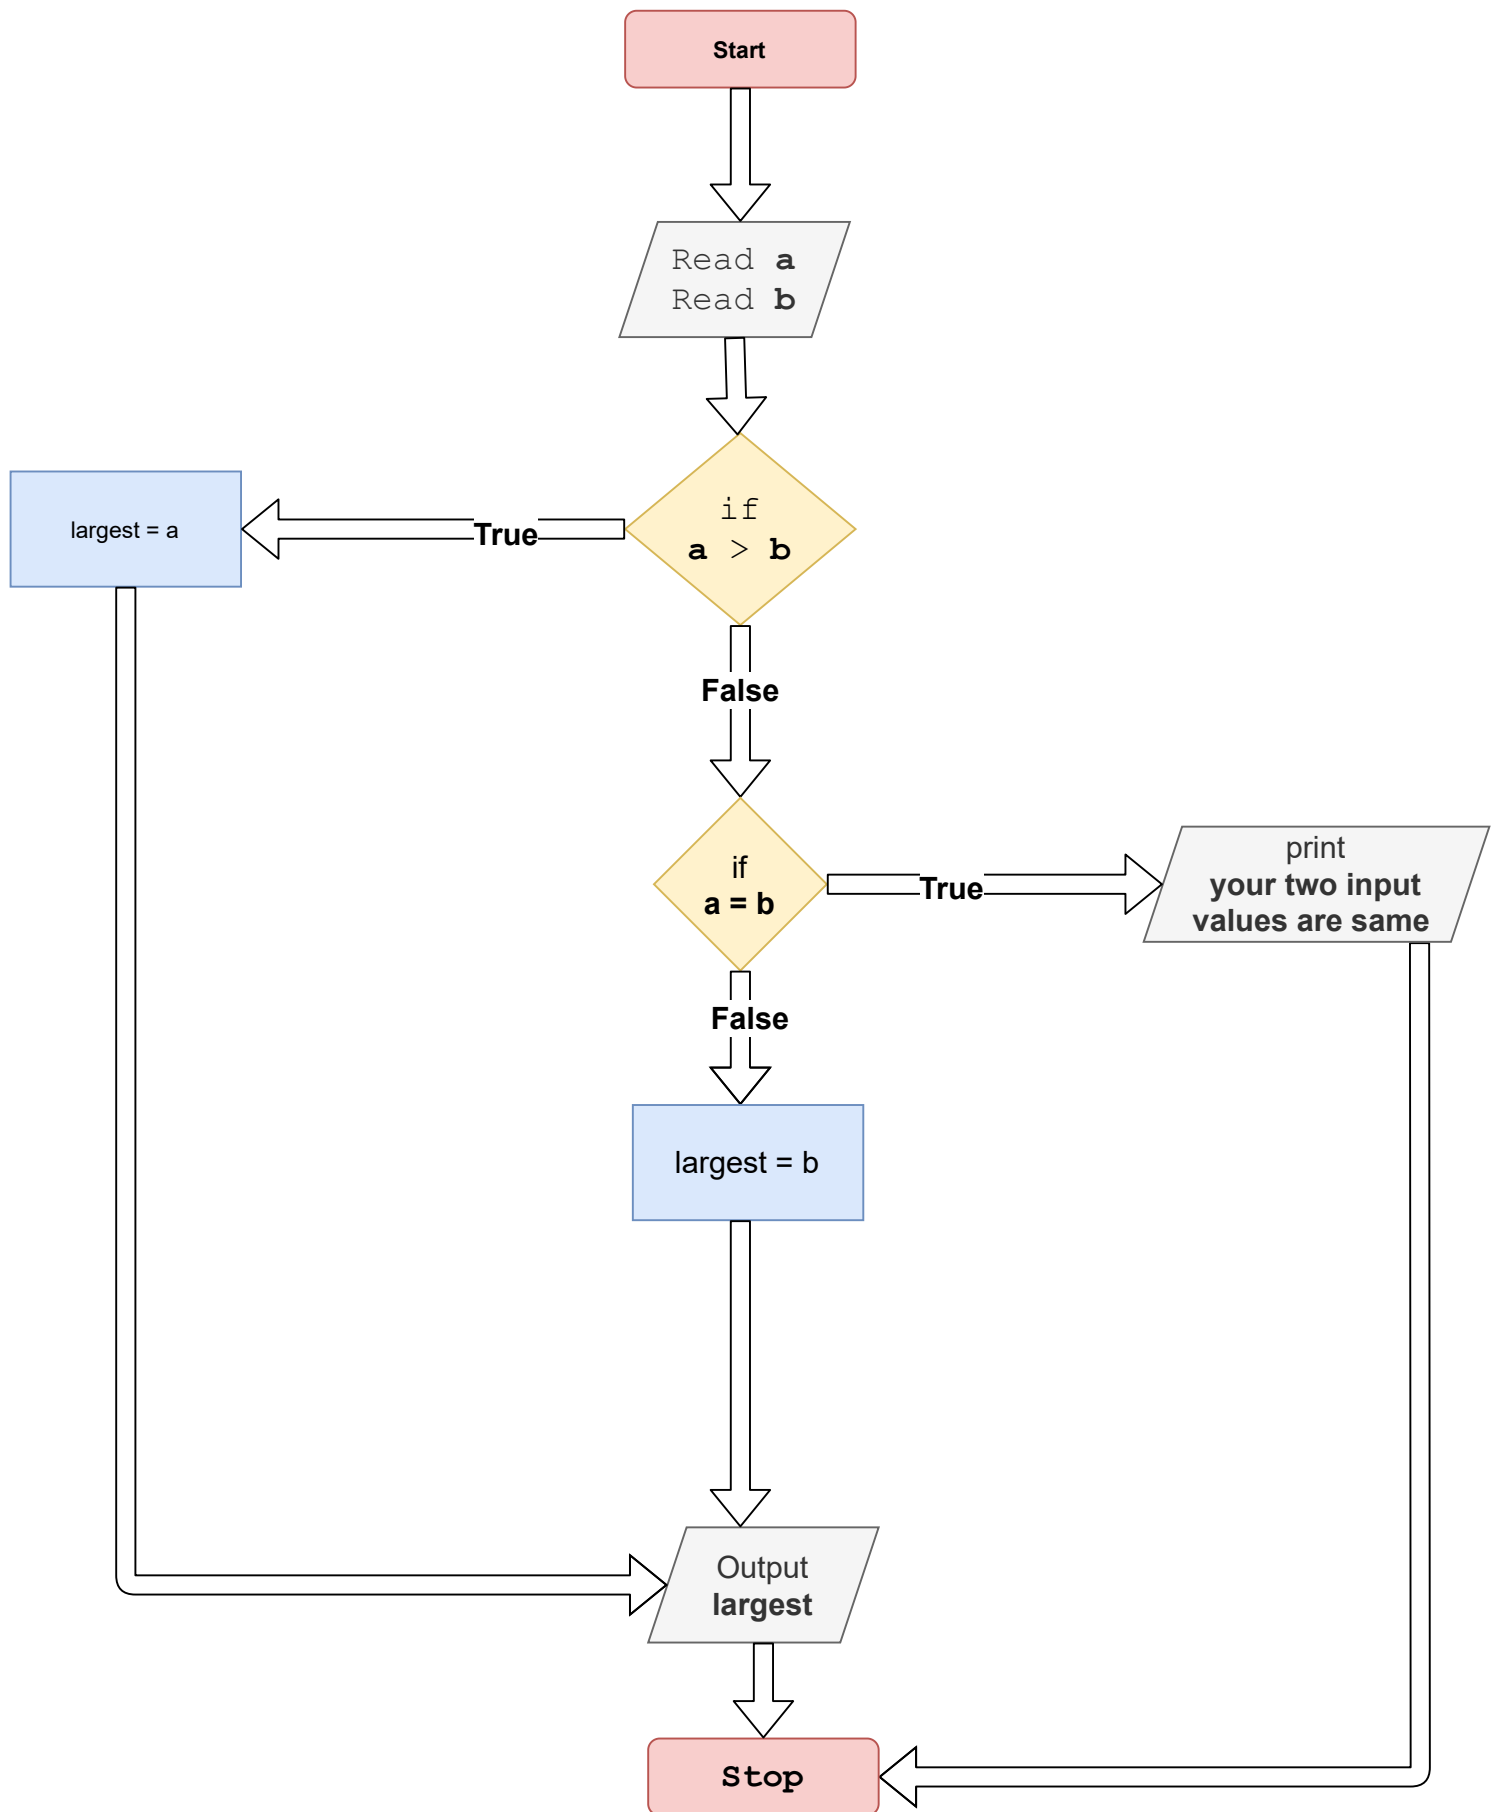 Start
Read a
Read b
if
a > b
True
largest = a
False
if
a = b
True
print
your two input
values are same
False
largest = b
Output
largest
Stop